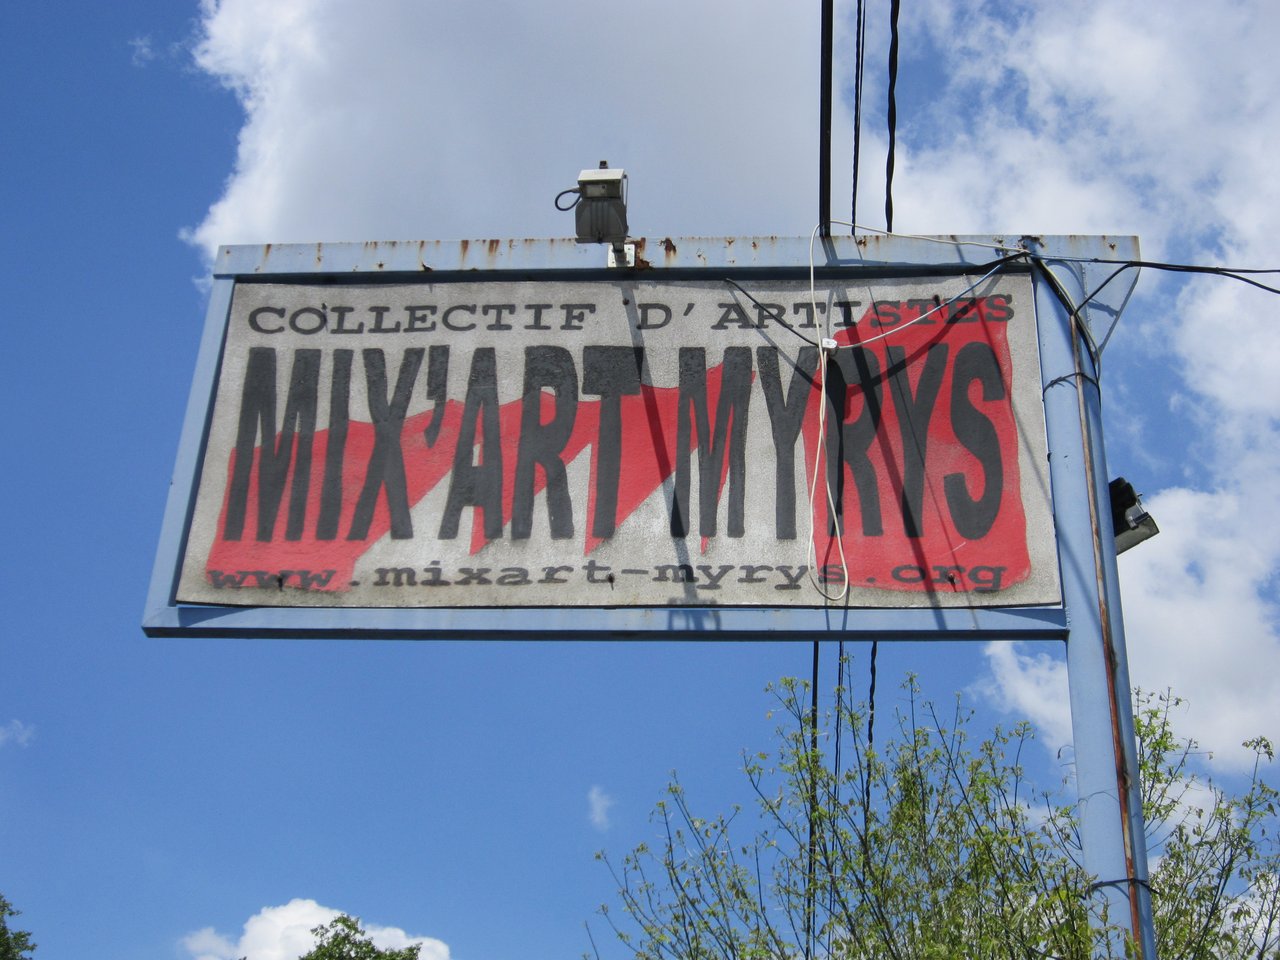 COLLECTIF D'ARTISTES
MIX'ART MYRYS
www.mixart-myrys.org